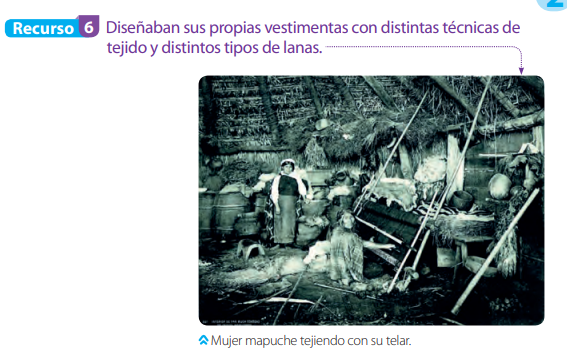 2
Recurso 6 Diseñaban sus propias vestimentas con distintas técnicas de
tejido y distintos tipos de lanas.
Mujer mapuche tejiendo con su telar.